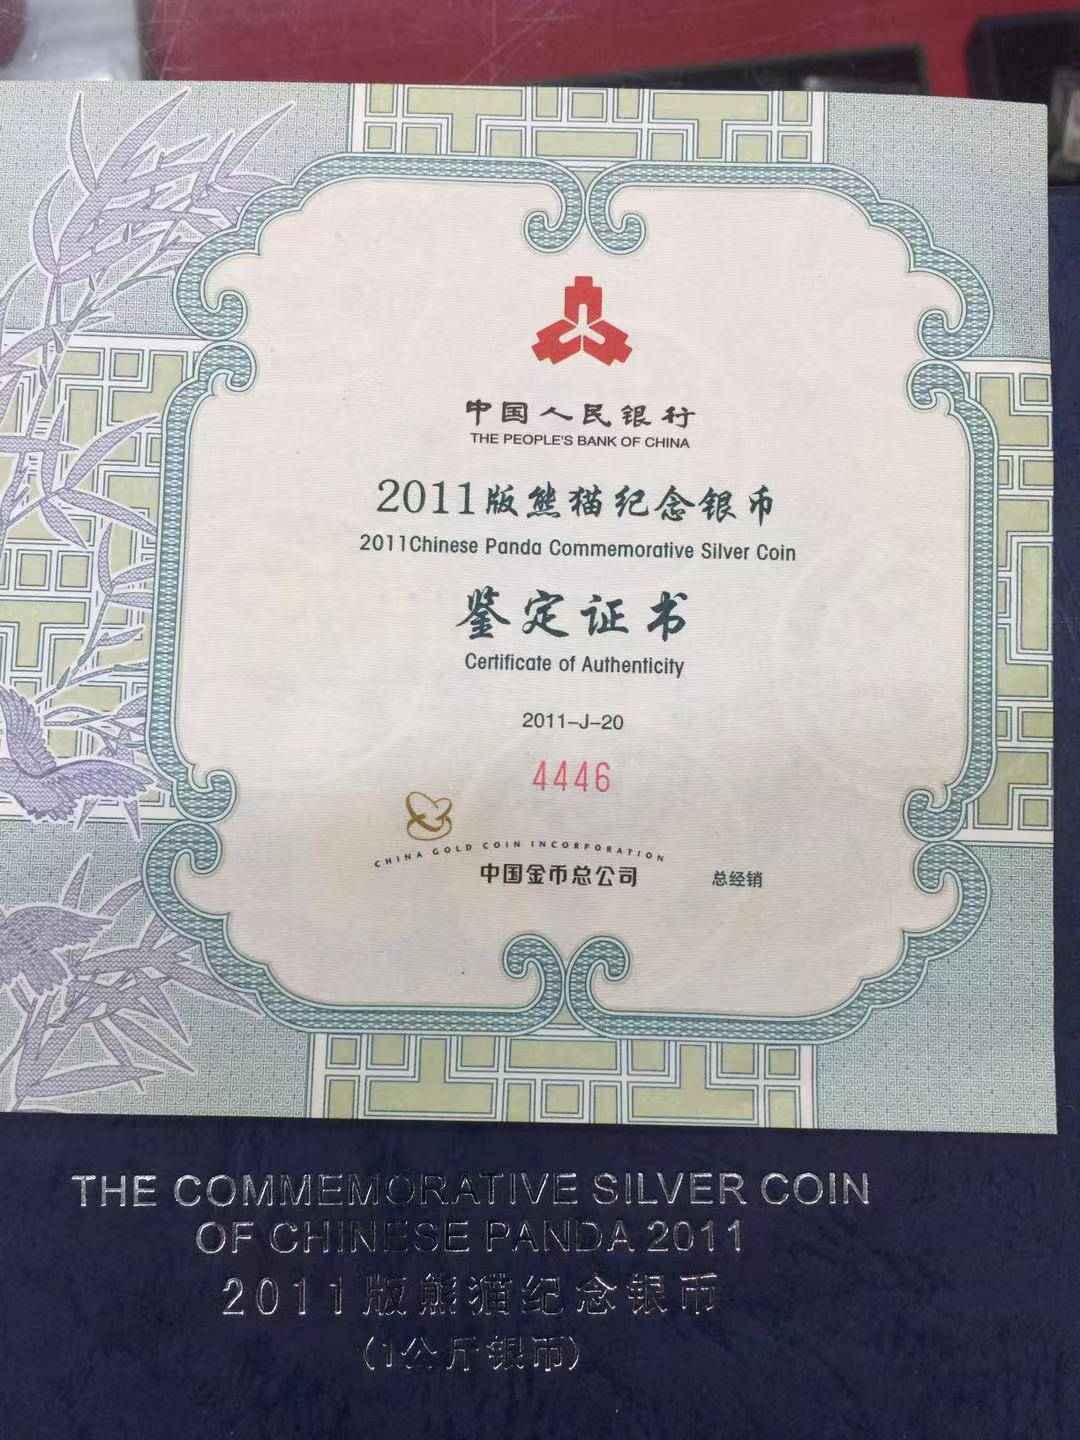 中国人民银行
THE PEOPLE'S BANK OF CHINA
2011版熊猫纪念银币
2011Chinese Panda Commemorative Silver Coin
鉴定证书
Certificate of Authenticity
2011-J-20
4446
CHINA GOLD COIN INCORPORATION
中国金币总公司 总经销
THE COMMEMORATIVE SILVER COIN
OF CHINESE PANDA 2011
2011版熊猫纪念银币
(1公斤银币)